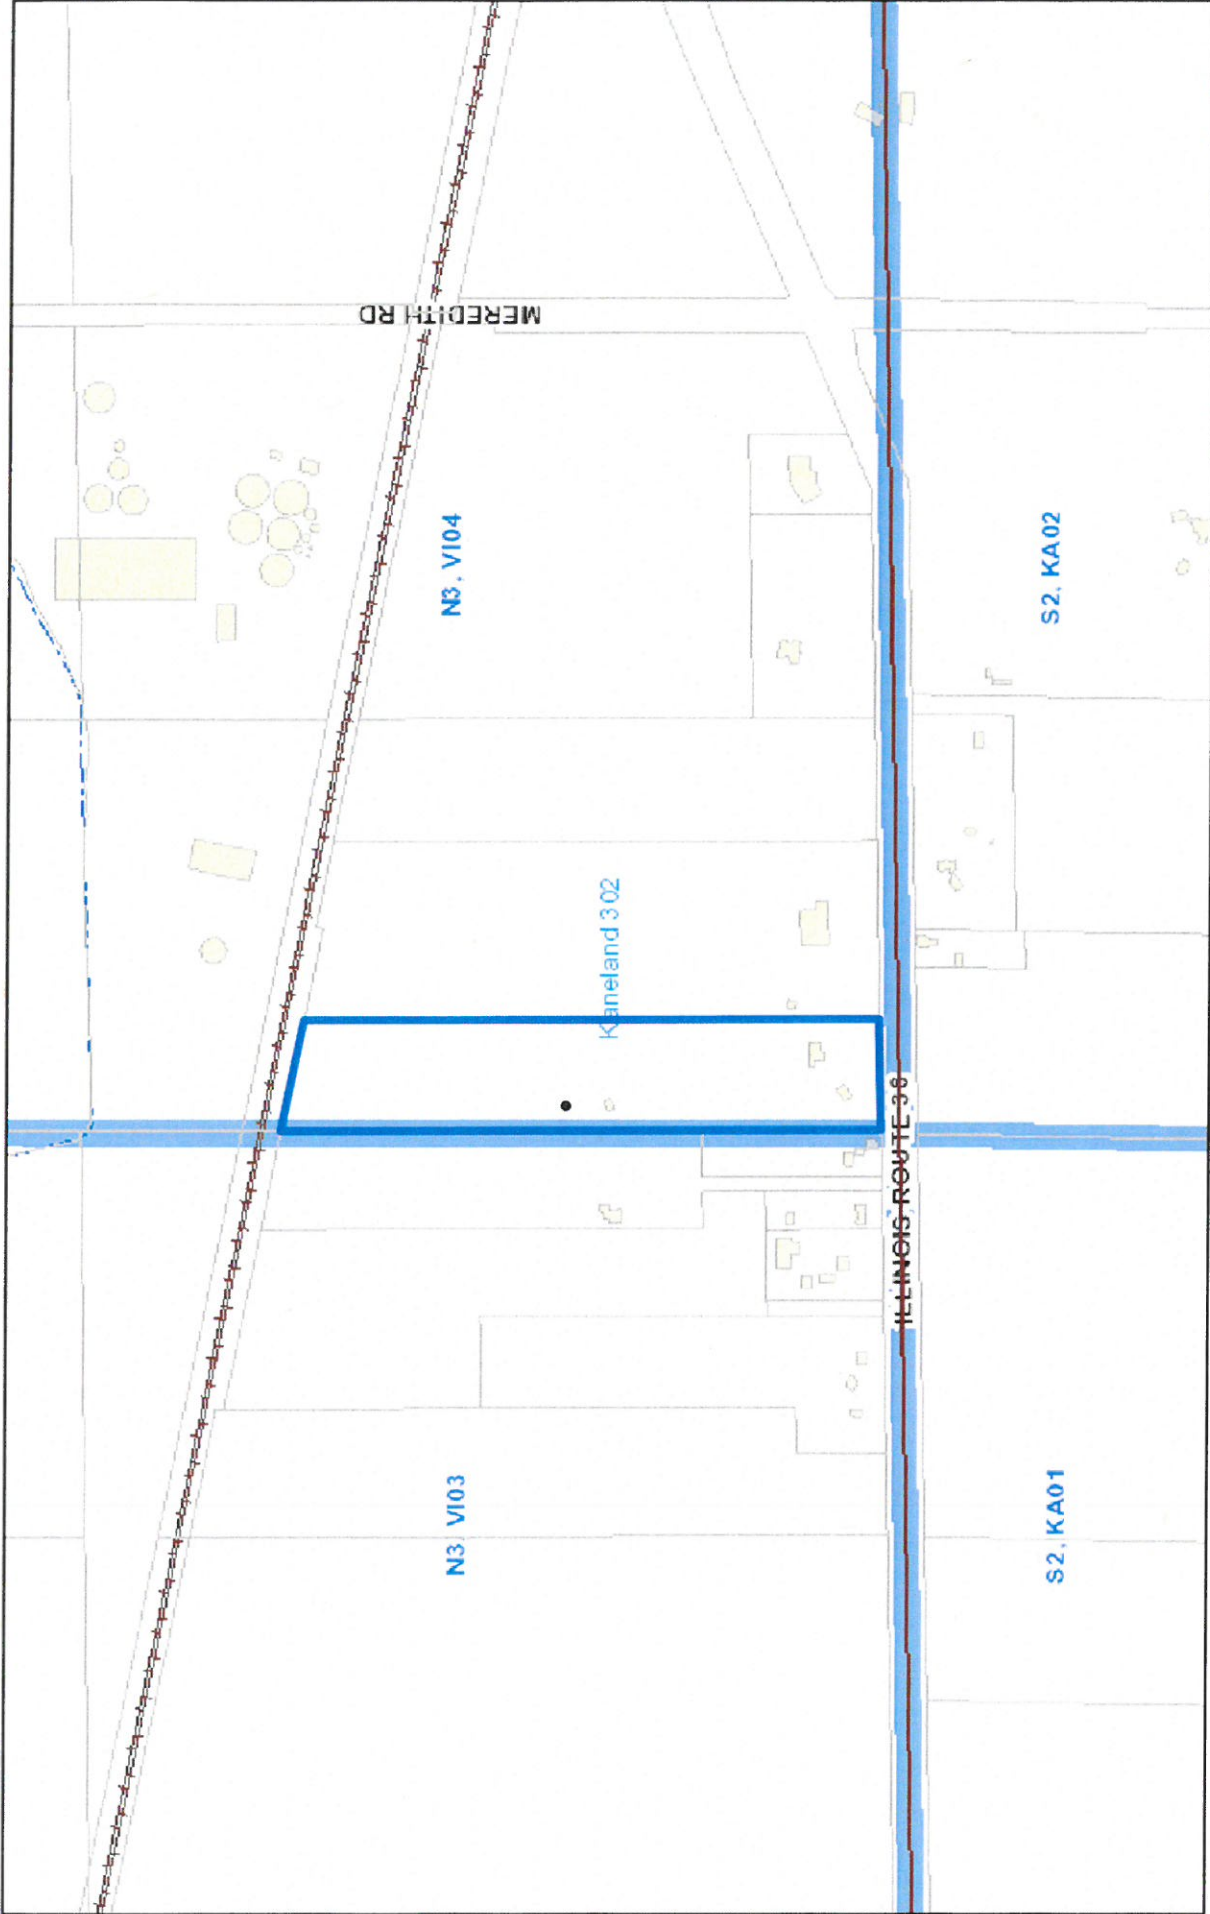 MEREDITH RD
N3, VI04
S2, KA02
Kaneland 302
ILLINOIS ROUTE 38
N3, VI03
S2, KA01